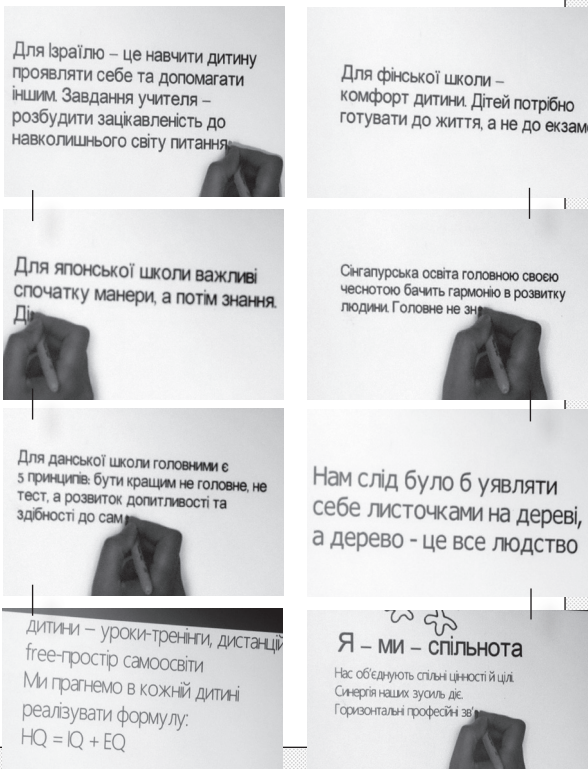 Для Ізраїлю – це навчити дитину
проявляти себе та допомагати
іншим. Завдання учителя –
розбудити зацікавленість до
навколишнього світу питання.
Для фінської школи –
комфорт дитини. Дітей потрібно
готувати до життя, а не до екзам
Для японської школи важливі
спочатку манери, а потім знання.
Ді
Сінгапурська освіта головною своєю
чеснотою бачить гармонію в розвитку
людини. Головне не зн
Для данської школи головними є
5 принципів: бути кращим не головне, не
тест, а розвиток допитливості та
здібності до сам
Нам слід було б уявляти
себе листочками на дереві,
а дерево - це все людство
дитини – уроки-тренінги, дистанцій
free-простір самоосвіти
Ми прагнемо в кожній дитині
реалізувати формулу:
HQ = IQ + EQ
Я – ми – спільнота
Нас об'єднують спільні цінності й цілі.
Синергія наших зусиль діє.
Горизонтальні професійні зв'